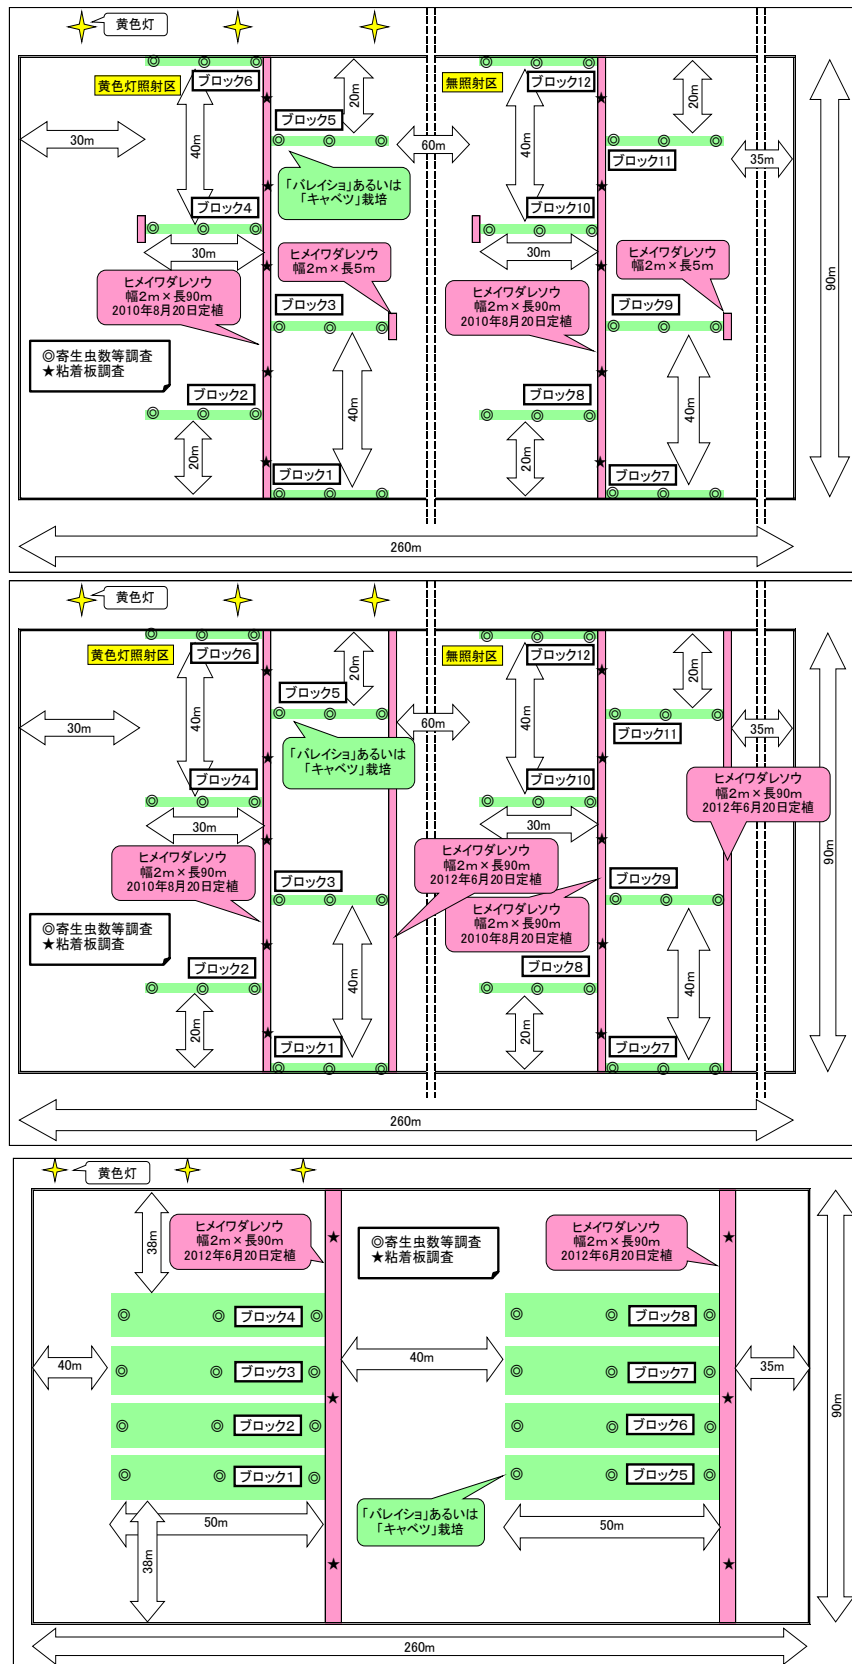 黄色灯
黄色灯照射区
ブロック6
無照射区
ブロック12
20m
20m
ブロック5
30m
40m
60m
40m
ブロック11
35m
「バレイショ」あるいは
「キャベツ」栽培
ブロック4
ブロック10
30m
ヒメイワダレソウ
幅2m×長5m
30m
ヒメイワダレソウ
幅2m×長5m
90m
ヒメイワダレソウ
幅2m×長90m
2010年8月20日定植
ブロック3
ヒメイワダレソウ
幅2m×長90m
2010年8月20日定植
ブロック9
◎寄生虫数等調査
★粘着板調査
ブロック2
40m
ブロック8
40m
20m
20m
ブロック1
ブロック7
260m
黄色灯
黄色灯照射区
ブロック6
無照射区
ブロック12
20m
20m
ブロック5
30m
40m
60m
40m
ブロック11
35m
「バレイショ」あるいは
「キャベツ」栽培
ブロック4
ブロック10
ヒメイワダレソウ
幅2m×長90m
2012年6月20日定植
30m
30m
90m
ヒメイワダレソウ
幅2m×長90m
2010年8月20日定植
ヒメイワダレソウ
幅2m×長90m
2012年6月20日定植
ブロック3
ブロック9
ヒメイワダレソウ
幅2m×長90m
2010年8月20日定植
◎寄生虫数等調査
★粘着板調査
ブロック2
40m
ブロック8
40m
20m
20m
ブロック1
ブロック7
260m
黄色灯
38m
ヒメイワダレソウ
幅2m×長90m
2012年6月20日定植
◎寄生虫数等調査
★粘着板調査
ヒメイワダレソウ
幅2m×長90m
2012年6月20日定植
ブロック4
ブロック8
40m
ブロック3
40m
ブロック7
35m
90m
ブロック2
ブロック6
ブロック1
ブロック5
50m
「バレイショ」あるいは
「キャベツ」栽培
50m
38m
260m